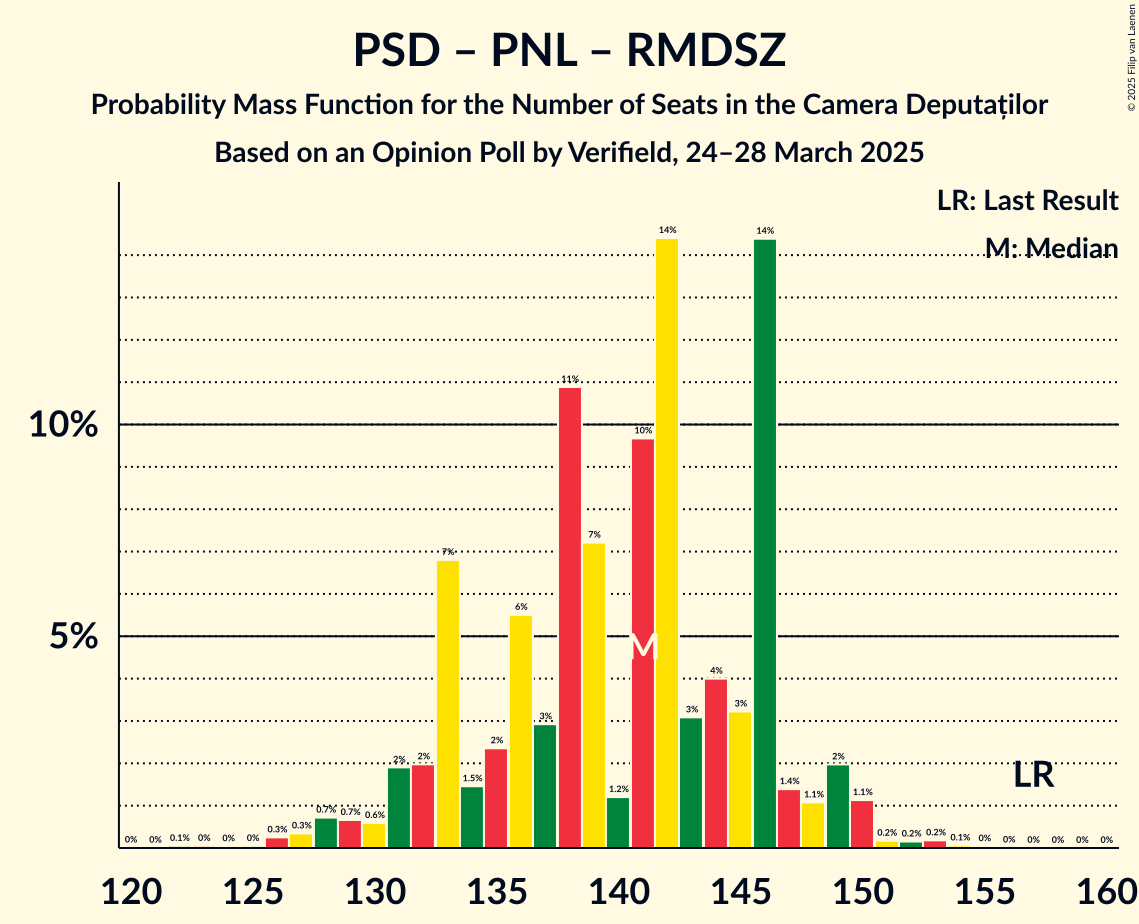 PSD – PNL – RMDSZ
Probability Mass Function for the Number of Seats in the Camera Deputaților
Based on an Opinion Poll by Verifield, 24–28 March 2025
© 2025 Filip van Laenen
LR: Last Result
M: Median
10%
5%
0% 0% 0.1% 0% 0% 0% 0.3% 0.3% 0.7% 0.7% 0.6% 2% 2% 7% 1.5% 2% 6% 3% 11% 7% 1.2% 10% 14% 3% 4% 3% 14% 1.4% 1.1% 2% 1.1% 0.2% 0.2% 0.2% 0.1% 0% 0% 0% 0% 0% 0%
M
LR
120 125 130 135 140 145 150 155 160